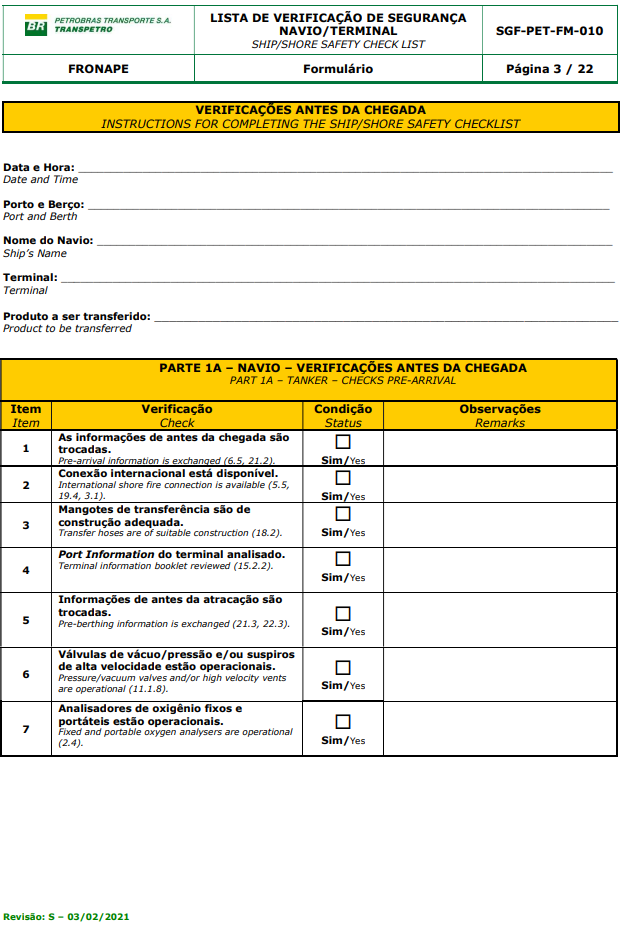 BR PETROBRAS TRANSPORTE S.A.
TRANSPETRO
LISTA DE VERIFICAÇÃO DE SEGURANÇA
NAVIO/TERMINAL
SHIP/SHORE SAFETY CHECK LIST
SGF-PET-FM-010
FRONAPE
Formulário
Página 3 / 22
VERIFICAÇÕES ANTES DA CHEGADA
INSTRUCTIONS FOR COMPLETING THE SHIP/SHORE SAFETY CHECKLIST
Data e Hora:
Date and Time
Porto e Berço:
Port and Berth
Nome do Navio:
Ship's Name
Terminal:
Terminal
Produto a ser transferido:
Product to be transferred
PARTE 1A – NAVIO – VERIFICAÇÕES ANTES DA CHEGADA
PART 1A – TANKER – CHECKS PRE-ARRIVAL
Item Verificação Condição Observações
Item Check Status Remarks
1
As informações de antes da chegada são
trocadas.
Pre-arrival information is exchanged (6.5, 21.2).
☐
Sim/Yes
2
Conexão internacional está disponível.
International shore fire connection is available (5.5,
19.4, 3.1).
☐
Sim/Yes
3
Mangotes de transferência são de
construção adequada.
Transfer hoses are of suitable construction (18.2).
☐
Sim/Yes
4
Port Information do terminal analisado.
Terminal information booklet reviewed (15.2.2).
☐
Sim/Yes
5
Informações de antes da atracação são
trocadas.
Pre-berthing information is exchanged (21.3, 22.3).
☐
Sim/Yes
6
Válvulas de vácuo/pressão e/ou suspiros
de alta velocidade estão operacionais.
Pressure/vacuum valves and/or high velocity vents
are operational (11.1.8).
☐
Sim/Yes
7
Analisadores de oxigênio fixos e
portáteis estão operacionais.
Fixed and portable oxygen analysers are operational
(2.4).
☐
Sim/Yes
Revisão: S – 03/02/2021